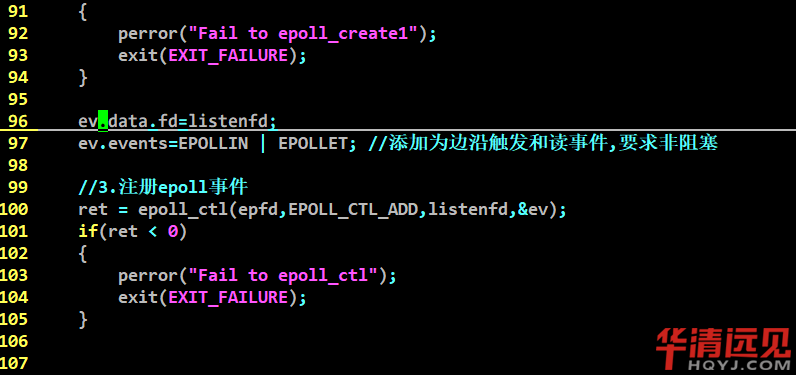 91 {
92 perror("Fail to epoll_create1");
93 exit(EXIT_FAILURE);
94 }
95
96 ev.data.fd=listenfd;
97 ev.events=EPOLLIN | EPOLLET; //添加为边沿触发和读事件,要求非阻塞
98
99 //3.注册epoll事件
100 ret = epoll_ctl(epfd,EPOLL_CTL_ADD,listenfd,&ev);
101 if(ret < 0)
102 {
103 perror("Fail to epoll_ctl");
104 exit(EXIT_FAILURE);
105 }
106
107
华清远见
HQYJ.COM